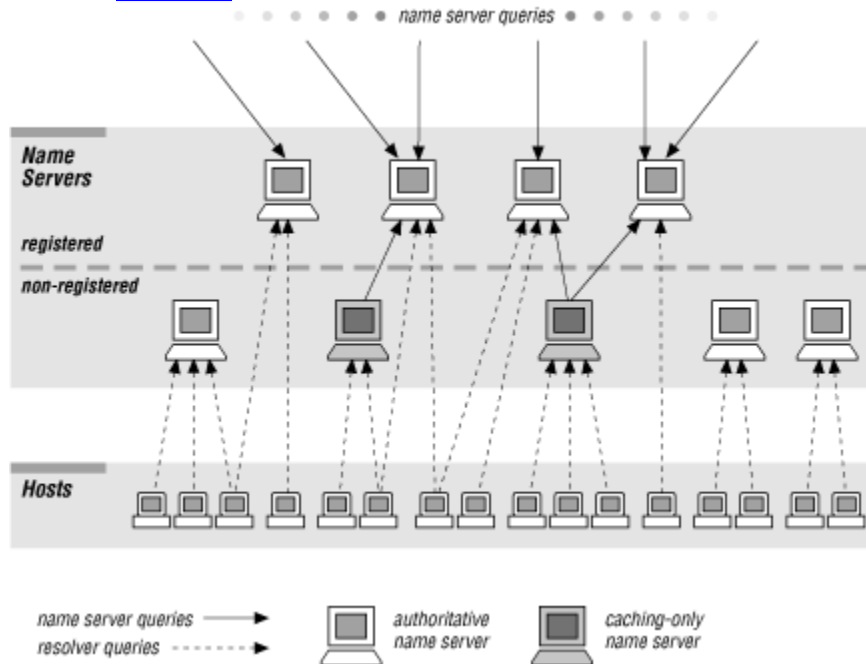 name server queries
Name
Servers
registered
non-registered
Hosts
name server queries
resolver queries
authoritative
name server
caching-only
name server